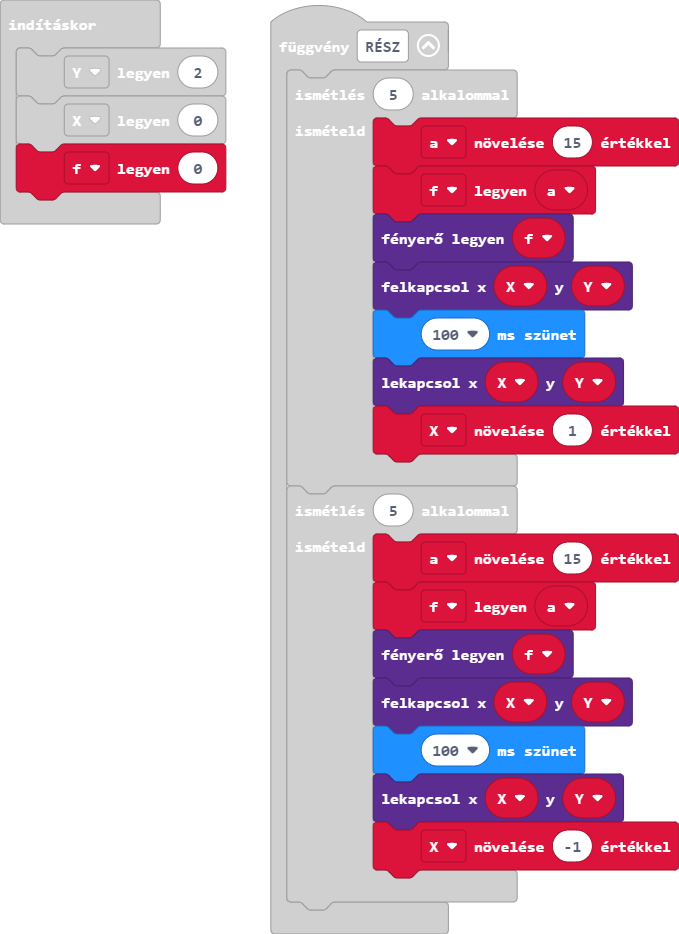 indításkor
Y legyen 2
X legyen 0
f legyen 0
függvény RÉSZ
ismétlés 5 alkalommal
ismételd
a növelése 15 értékkel
f legyen a
fényerő legyen f
felkapcsol x X y Y
100 ms szünet
lekapcsol x X y Y
X növelése 1 értékkel
ismétlés 5 alkalommal
ismételd
a növelése 15 értékkel
f legyen a
fényerő legyen f
felkapcsol x X y Y
100 ms szünet
lekapcsol x X y Y
X növelése -1 értékkel